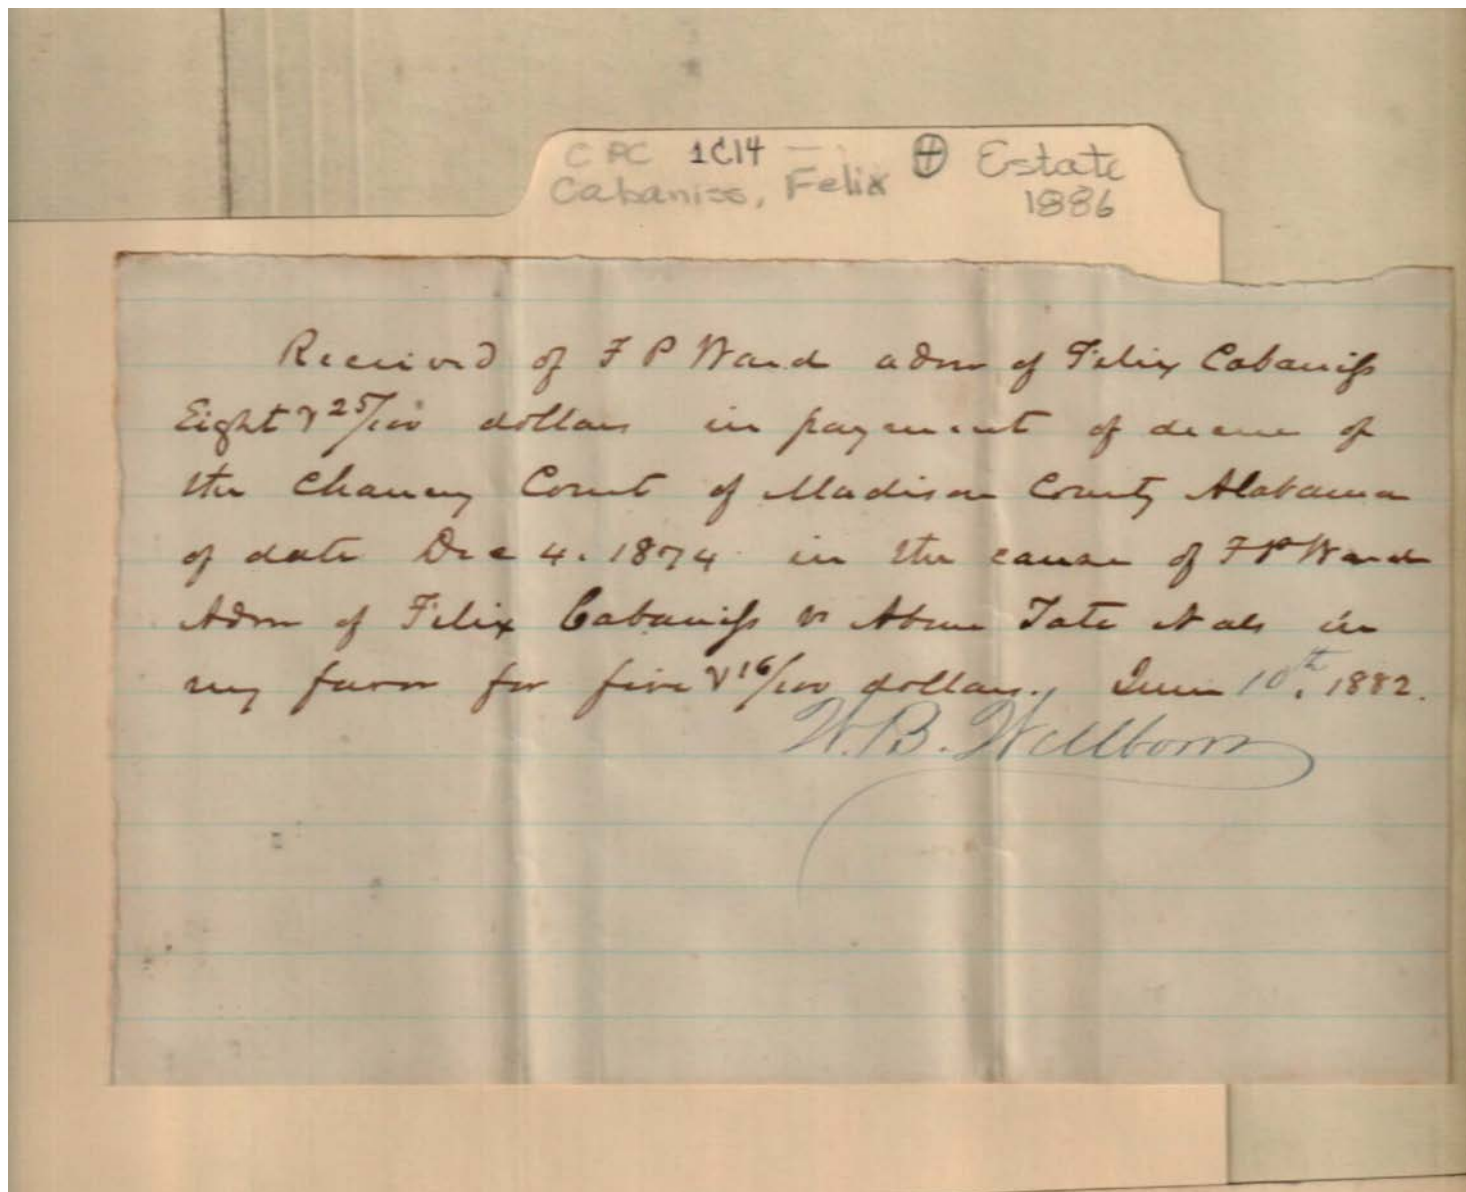 CPC 1C14 — ⊕ Estate
Cabaniss, Felix 1886
Received of F P Ward adm of Felix Cabaniss
Eight & 25/100 dollars in payment of decree of
the Chancy Court of Madison County Alabama
of date Dec 4. 1874 in the cause of F P Ward
Adm of Felix Cabaniss vs Abner Tate & als in
my favor for five & 16/100 dollars. June 10th. 1882.
W. B. Wellborn